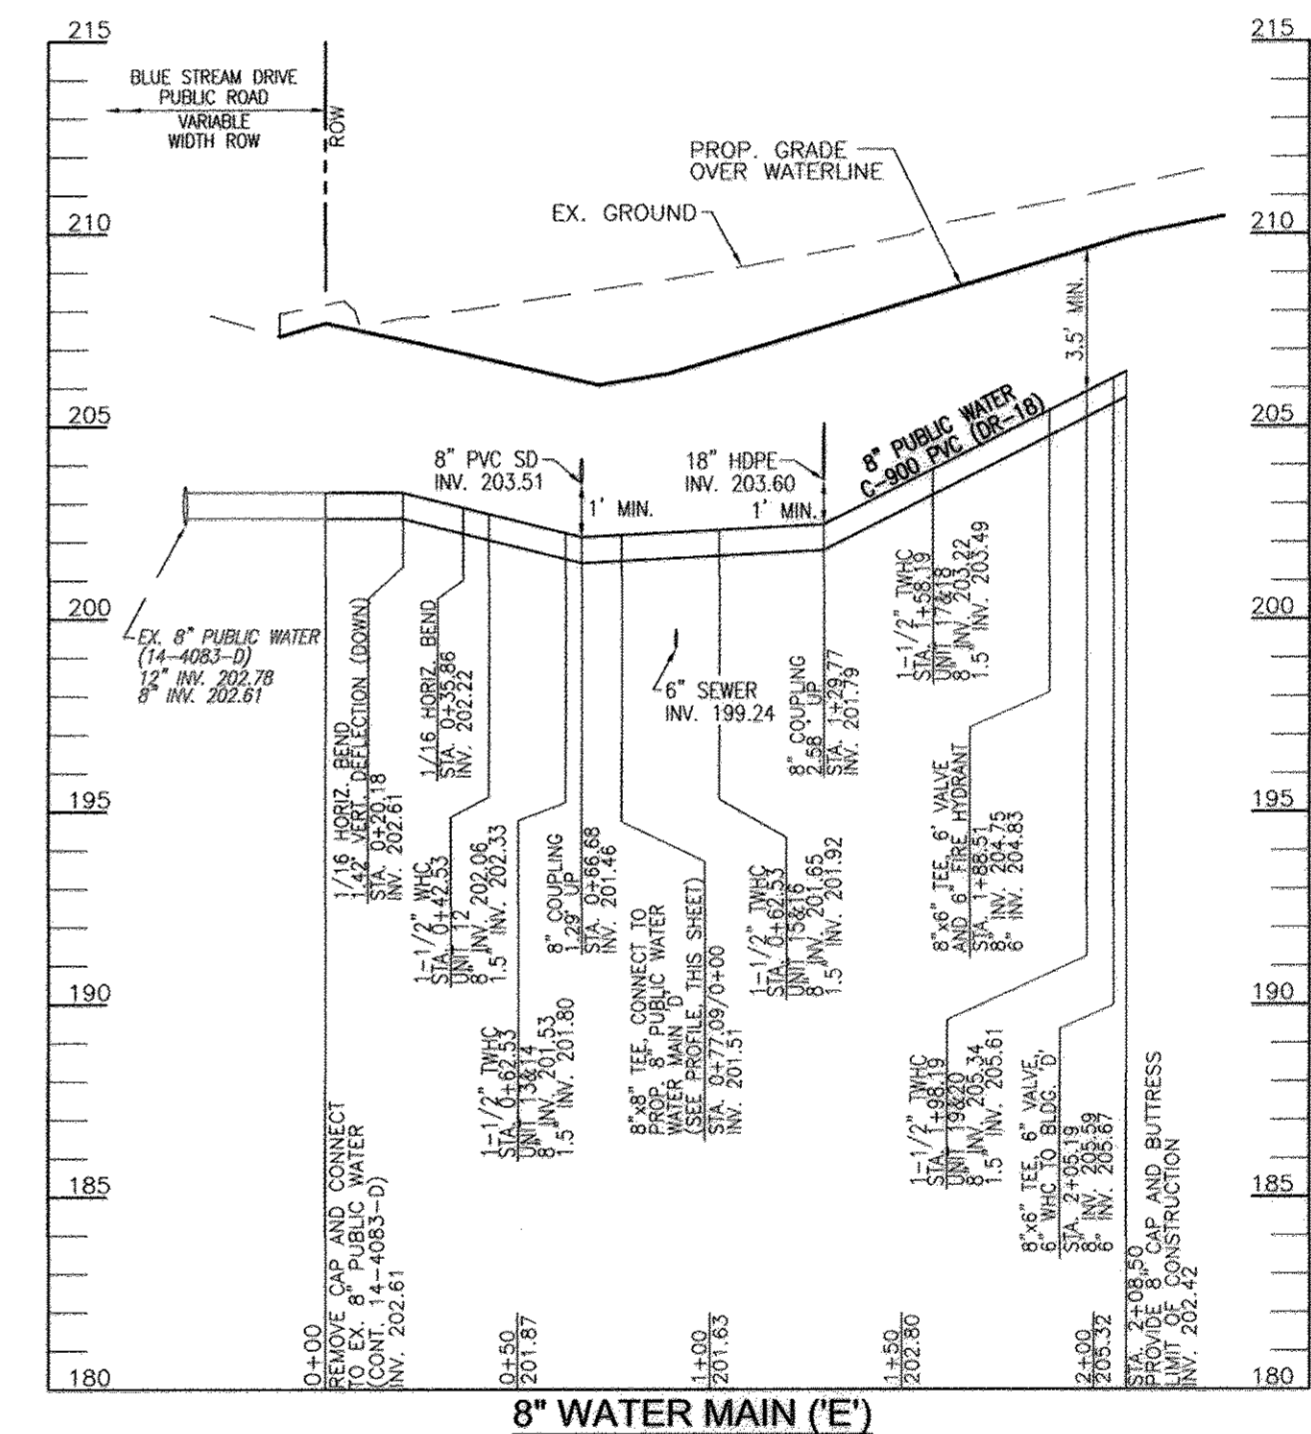 215
215
BLUE STREAM DRIVE
PUBLIC ROAD
VARIABLE
WIDTH ROW
ROW
PROP. GRADE
OVER WATERLINE
EX. GROUND
210
210
3.5' MIN.
205
205
8" PUBLIC WATER
C-900 PVC (DR-18)
8" PVC SD
INV. 203.51
1' MIN.
18" HDPE
INV. 203.60
1' MIN.
200
200
EX. 8" PUBLIC WATER
(14-4083-D)
12" INV. 202.78
8" INV. 202.61
6" SEWER
INV. 199.24
1/16 HORIZ. BEND
1.42° VERT. DEFLECTION (DOWN)
STA. 0+20.18
INV. 202.61
1/16 HORIZ. BEND
STA. 0+35.86
INV. 202.22
1-1/2" WHC
STA. 0+42.53
UNIT 12
8" INV. 202.06
1.5" INV. 202.33
1-1/2" TWHC
STA. 0+62.53
UNIT 13&14
8" INV. 201.53
1.5" INV. 201.80
8" COUPLING
1.29° UP
STA. 0+66.68
INV. 201.46
8"x8" TEE, CONNECT TO
PROP. 8" PUBLIC WATER
WATER MAIN 'D'
(SEE PROFILE, THIS SHEET)
STA. 0+77.09/0+00
INV. 201.51
1-1/2" TWHC
STA. 0+62.53
UNIT 15&16
8" INV. 201.65
1.5" INV. 201.92
8" COUPLING
2.58° UP
STA. 1+29.77
INV. 201.79
1-1/2" TWHC
STA. 1+58.19
UNIT 17&18
8" INV. 203.22
1.5" INV. 203.49
8"x6" TEE, 6' VALVE
AND 6" FIRE HYDRANT
STA. 1+88.51
8" INV. 204.75
6" INV. 204.83
1-1/2" TWHC
STA. 1+98.19
UNIT 19&20
8" INV. 205.34
1.5" INV. 205.61
8"x6" TEE, 6" VALVE,
6" WHC TO BLDG. 'D'
STA. 2+05.19
8" INV. 205.59
6" INV. 205.67
195
195
190
190
185
185
0+00
REMOVE CAP AND CONNECT
TO EX. 8" PUBLIC WATER
(CONT. 14-4083-D)
INV. 202.61
0+50
201.87
1+00
201.63
1+50
202.80
2+00
205.32
STA. 2+08.50
PROVIDE 8" CAP AND BUTTRESS
LIMIT OF CONSTRUCTION
INV. 202.42
180
180
8" WATER MAIN ('E')